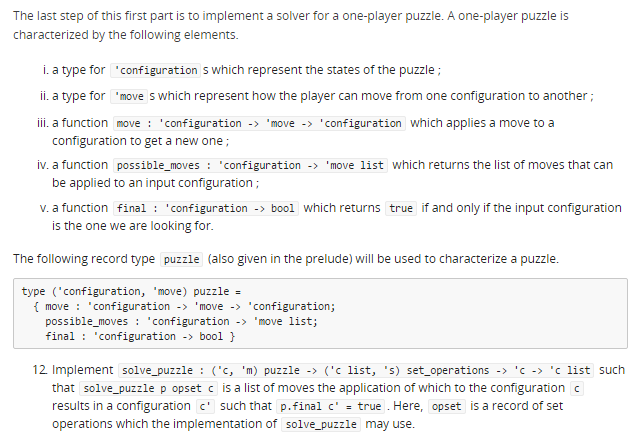 The last step of this first part is to implement a solver for a one-player puzzle. A one-player puzzle is
characterized by the following elements.
i. a type for 'configuration s which represent the states of the puzzle ;
ii. a type for 'move s which represent how the player can move from one configuration to another ;
iii. a function move : 'configuration -> 'move -> 'configuration which applies a move to a
configuration to get a new one ;
iv. a function possible_moves : 'configuration -> 'move list which returns the list of moves that can
be applied to an input configuration ;
v. a function final : 'configuration -> bool which returns true if and only if the input configuration
is the one we are looking for.
The following record type puzzle (also given in the prelude) will be used to characterize a puzzle.
type ('configuration, 'move) puzzle =
{ move : 'configuration -> 'move -> 'configuration;
possible_moves : 'configuration -> 'move list;
final : 'configuration -> bool }
12. Implement solve_puzzle : ('c, 'm) puzzle -> ('c list, 's) set_operations -> 'c -> 'c list such
that solve_puzzle p opset c is a list of moves the application of which to the configuration c
results in a configuration c' such that p.final c' = true . Here, opset is a record of set
operations which the implementation of solve_puzzle may use.